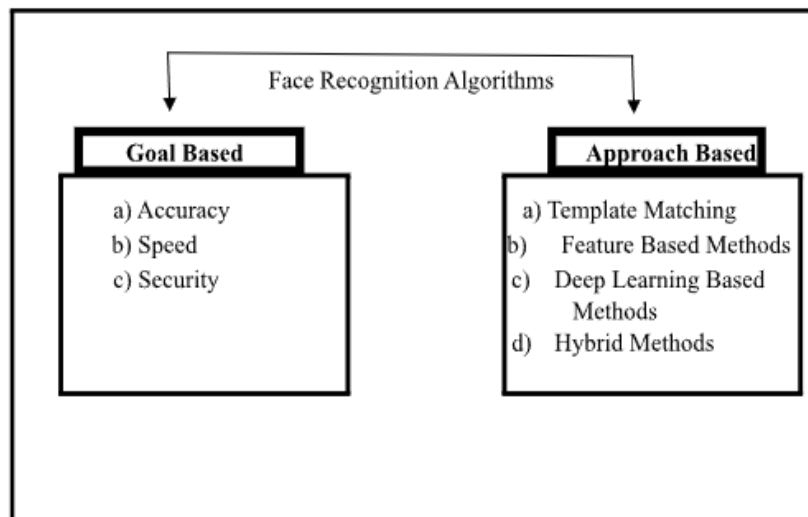 Face Recognition Algorithms
Goal Based
a) Accuracy
b) Speed
c) Security
Approach Based
a) Template Matching
b) Feature Based Methods
c) Deep Learning Based
Methods
d) Hybrid Methods